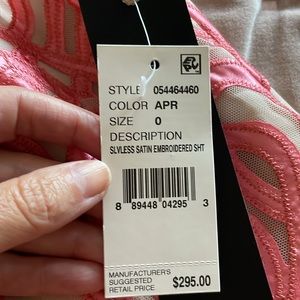 STYLE 054464460
COLOR APR
SIZE 0
DESCRIPTION
SLVLESS SATIN EMBROIDERED SHT
8 89448 04295 3
MANUFACTURER'S
SUGGESTED
RETAIL PRICE $295.00